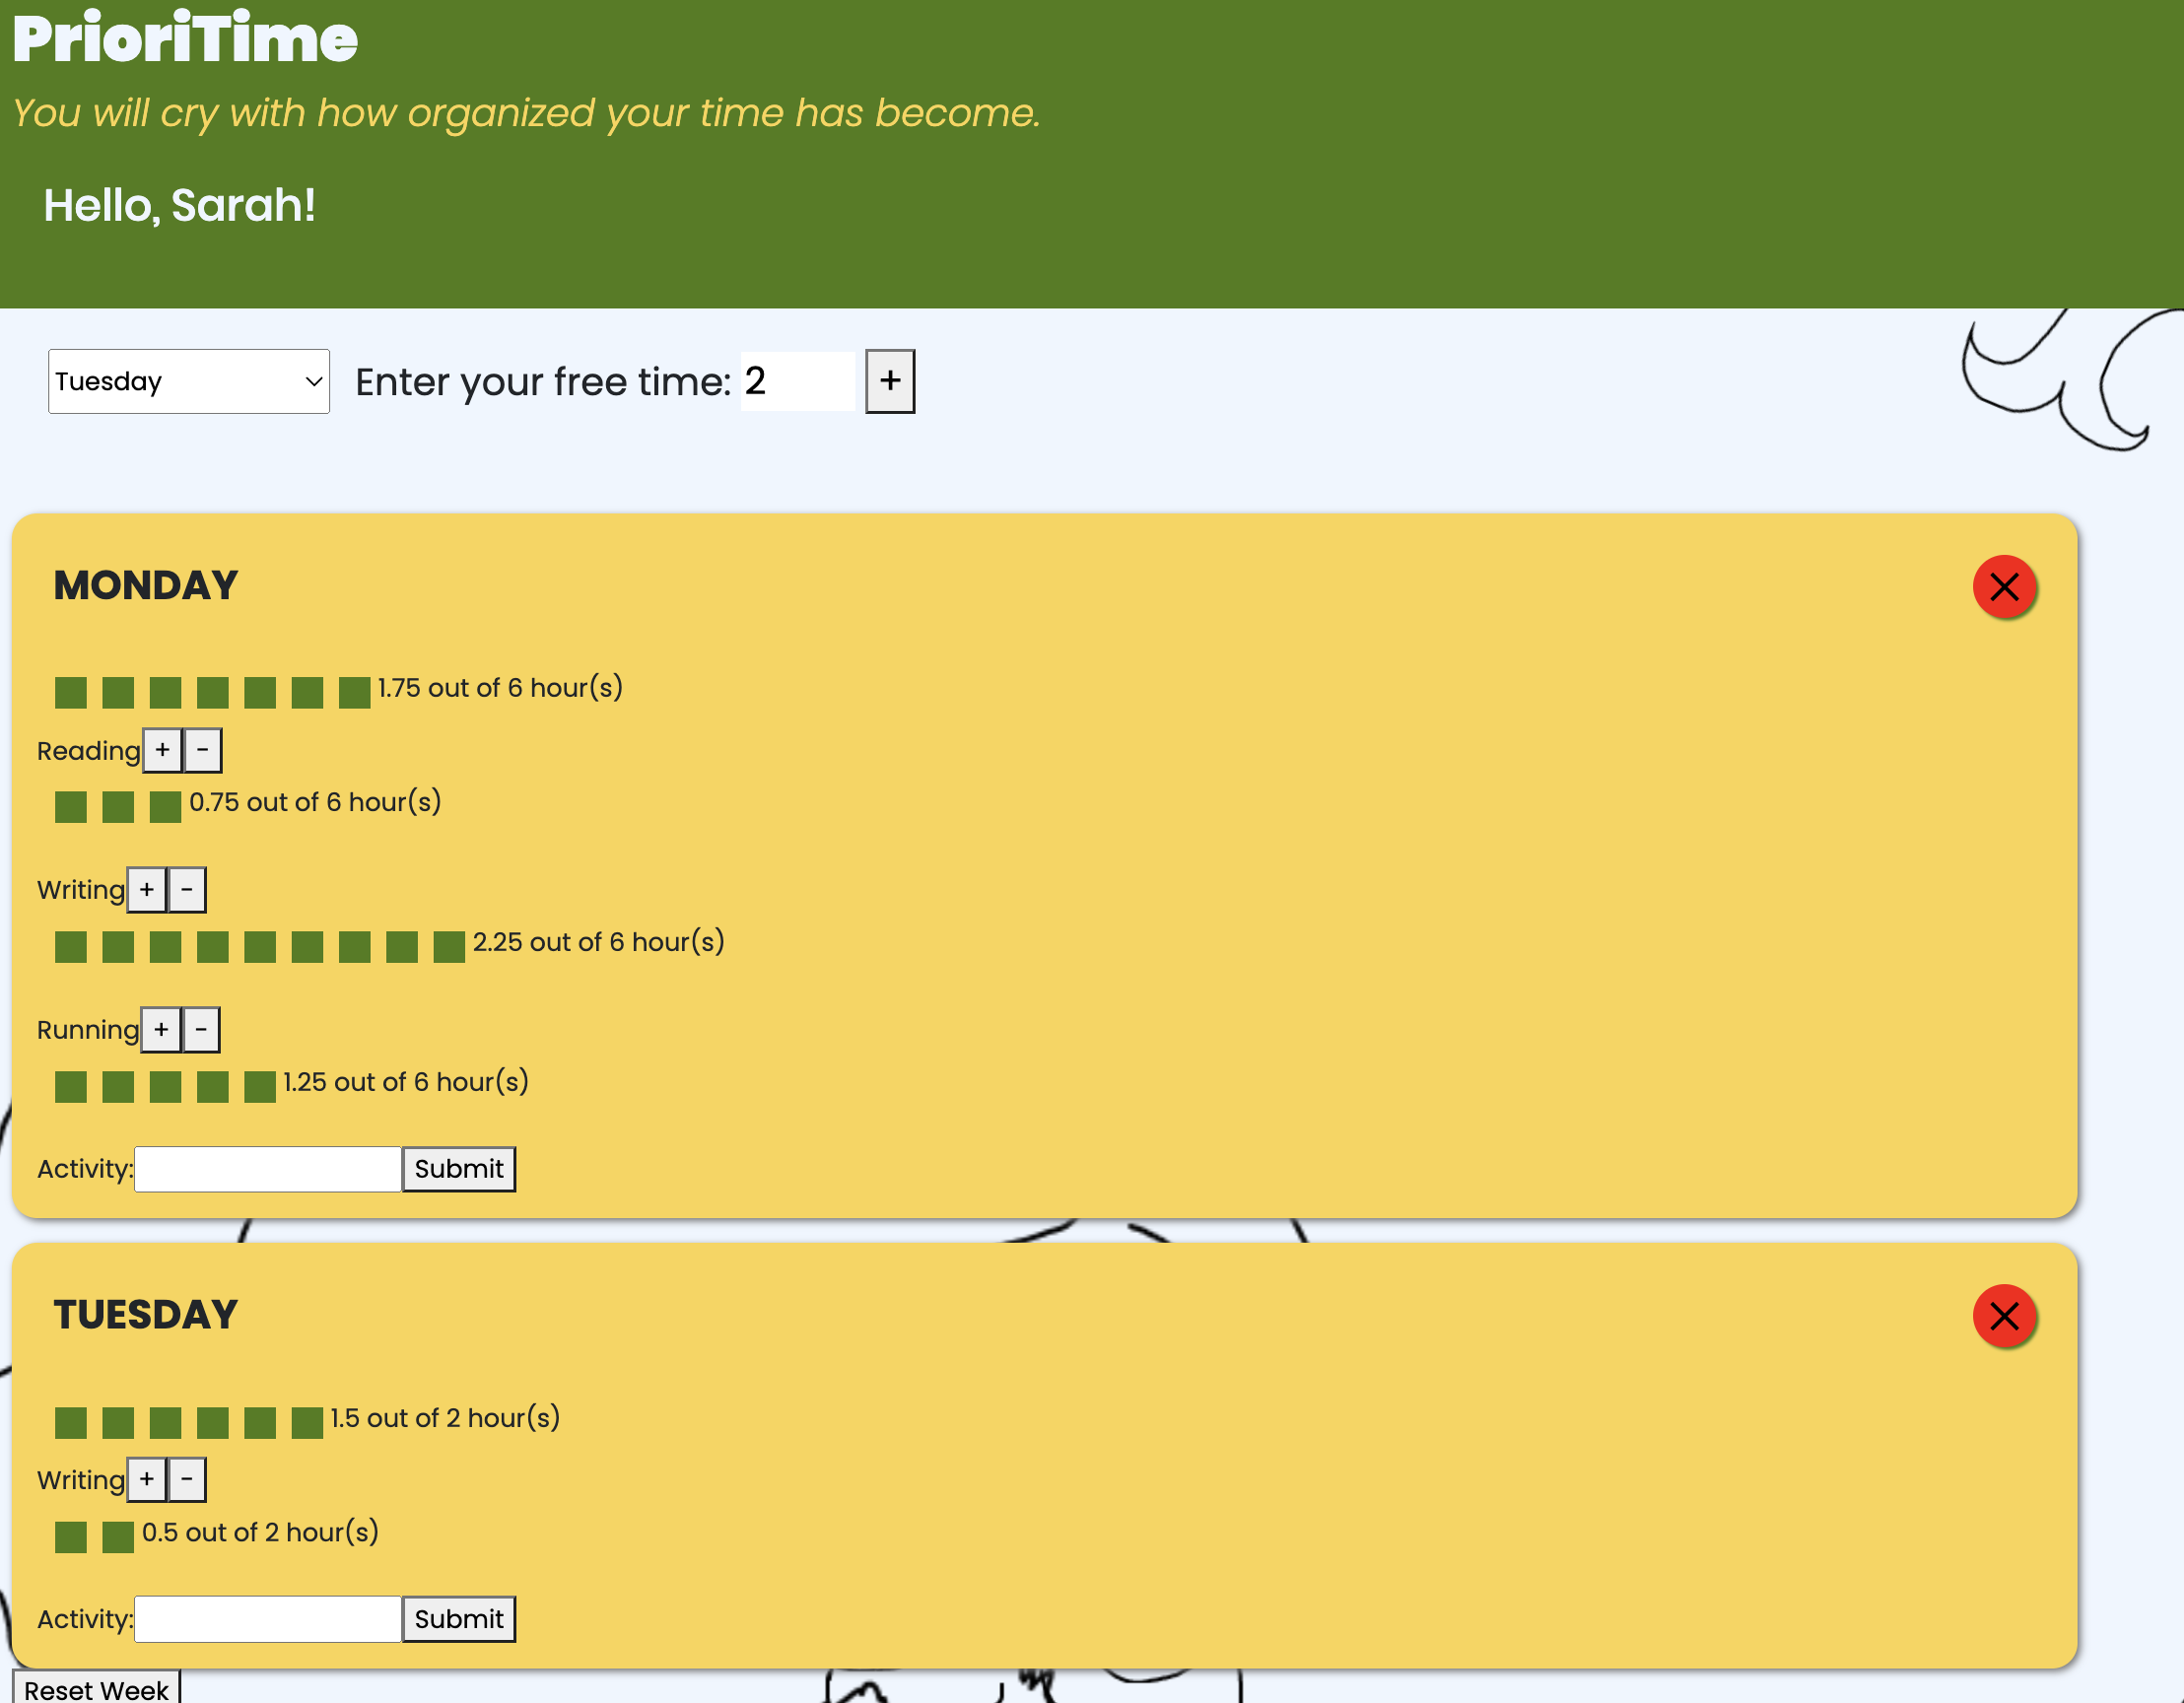 PrioriTime
You will cry with how organized your time has become.
Hello, Sarah!
Tuesday Enter your free time: 2 +
MONDAY
1.75 out of 6 hour(s)
Reading + -
0.75 out of 6 hour(s)
Writing + -
2.25 out of 6 hour(s)
Running + -
1.25 out of 6 hour(s)
Activity: Submit
TUESDAY
1.5 out of 2 hour(s)
Writing + -
0.5 out of 2 hour(s)
Activity: Submit
Reset Week